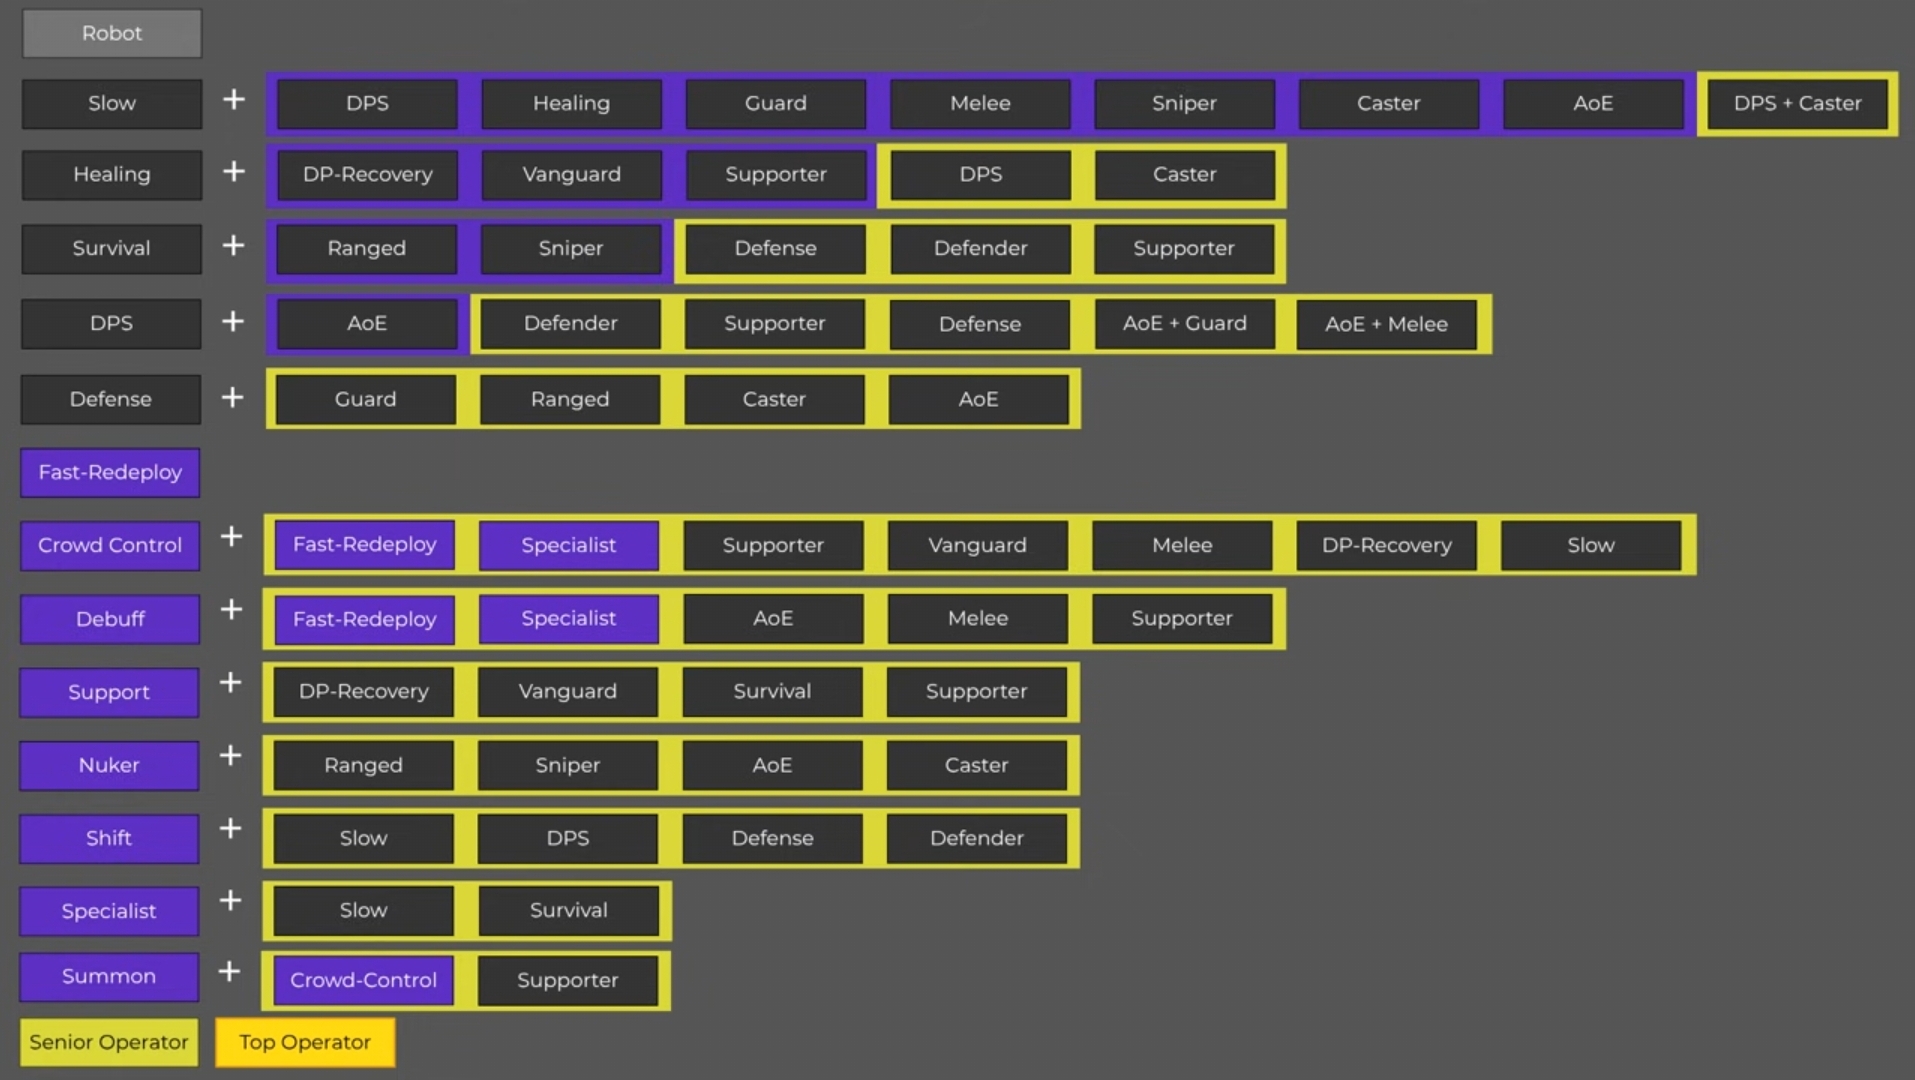 Robot
Slow + DPS Healing Guard Melee Sniper Caster AoE DPS + Caster
Healing + DP-Recovery Vanguard Supporter DPS Caster
Survival + Ranged Sniper Defense Defender Supporter
DPS + AoE Defender Supporter Defense AoE + Guard AoE + Melee
Defense + Guard Ranged Caster AoE
Fast-Redeploy
Crowd Control + Fast-Redeploy Specialist Supporter Vanguard Melee DP-Recovery Slow
Debuff + Fast-Redeploy Specialist AoE Melee Supporter
Support + DP-Recovery Vanguard Survival Supporter
Nuker + Ranged Sniper AoE Caster
Shift + Slow DPS Defense Defender
Specialist + Slow Survival
Summon + Crowd-Control Supporter
Senior Operator Top Operator